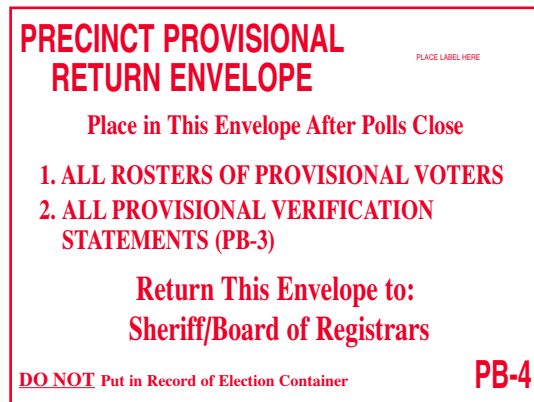 PRECINCT PROVISIONAL
RETURN ENVELOPE
PLACE LABEL HERE
Place in This Envelope After Polls Close
1. ALL ROSTERS OF PROVISIONAL VOTERS
2. ALL PROVISIONAL VERIFICATION
STATEMENTS (PB-3)
Return This Envelope to:
Sheriff/Board of Registrars
DO NOT Put in Record of Election Container
PB-4